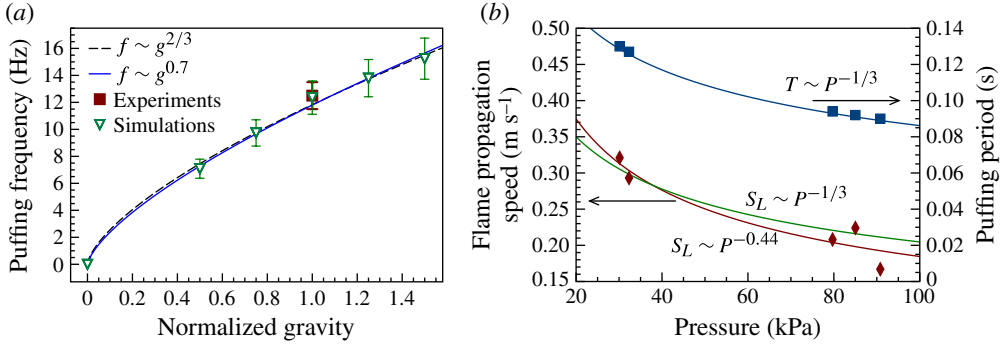 (a)
Puffing frequency (Hz)
16
14
12
10
8
6
4
2
0
f ~ g^{2/3}
f ~ g^{0.7}
Experiments
Simulations
0 0.2 0.4 0.6 0.8 1.0 1.2 1.4
Normalized gravity
(b)
Flame propagation
speed (m s^{−1})
0.50
0.45
0.40
0.35
0.30
0.25
0.20
0.15
T ~ P^{−1/3}
S_L ~ P^{−1/3}
S_L ~ P^{−0.44}
20 40 60 80 100
Pressure (kPa)
0.14
0.12
0.10
0.08
0.06
0.04
0.02
0
Puffing period (s)